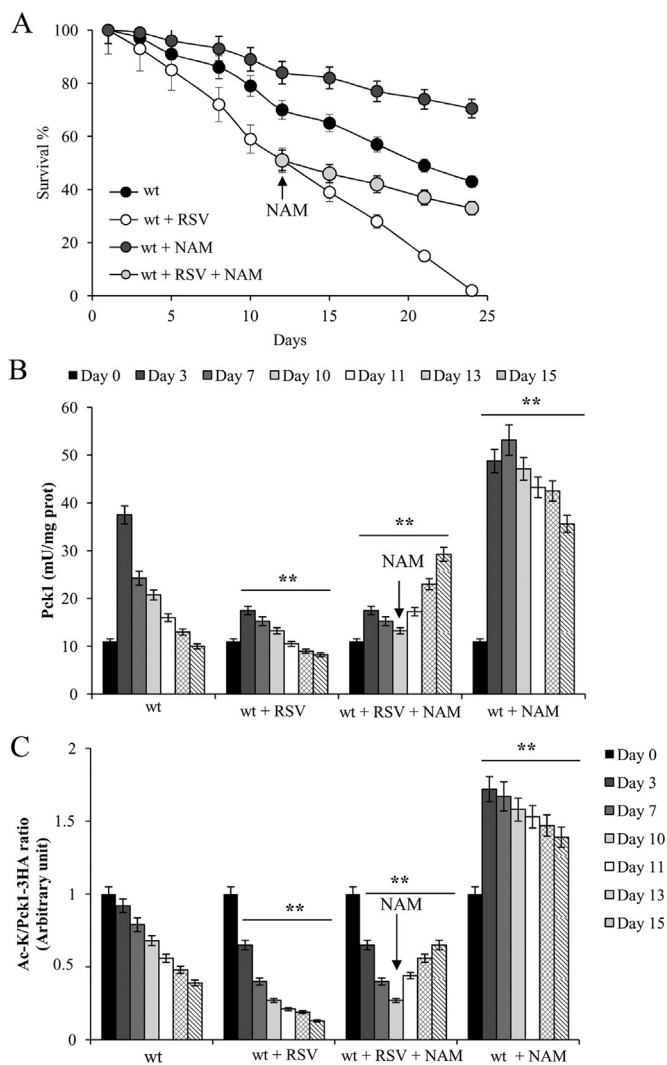 A
100
80
60
40
20
0
Survival %
wt
wt + RSV
wt + NAM
wt + RSV + NAM
NAM
0 5 10 15 20 25
Days
B
Day 0 Day 3 Day 7 Day 10 Day 11 Day 13 Day 15
60
50
40
30
20
10
0
Pck1 (mU/mg prot)
**
**
NAM
**
wt wt + RSV wt + RSV + NAM wt + NAM
C
2
1.5
1
0.5
0
Ac-K/Pck1-3HA ratio
(Arbitrary unit)
**
**
NAM
**
wt wt + RSV wt + RSV + NAM wt + NAM
Day 0
Day 3
Day 7
Day 10
Day 11
Day 13
Day 15